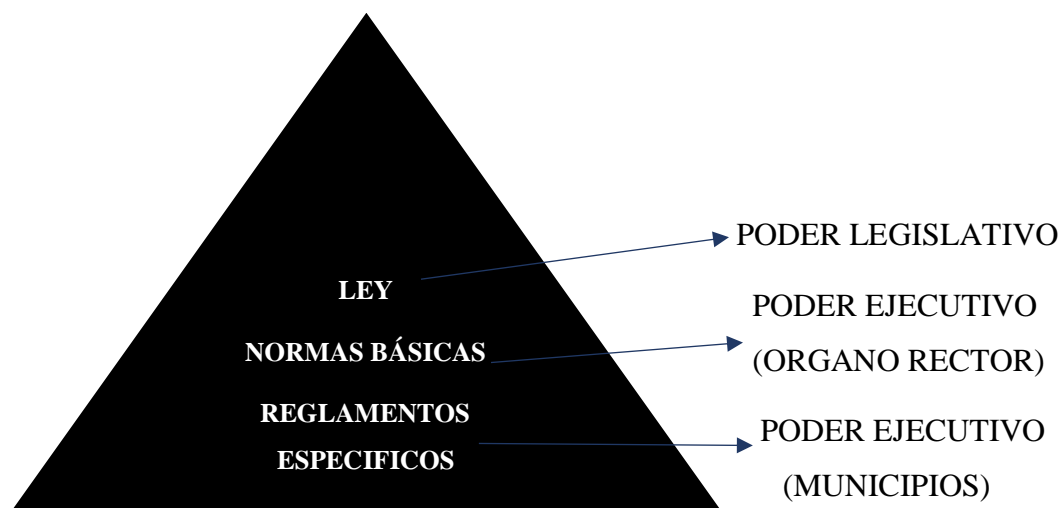 PODER LEGISLATIVO
LEY
PODER EJECUTIVO
(ORGANO RECTOR)
NORMAS BÁSICAS
REGLAMENTOS
ESPECIFICOS
PODER EJECUTIVO
(MUNICIPIOS)